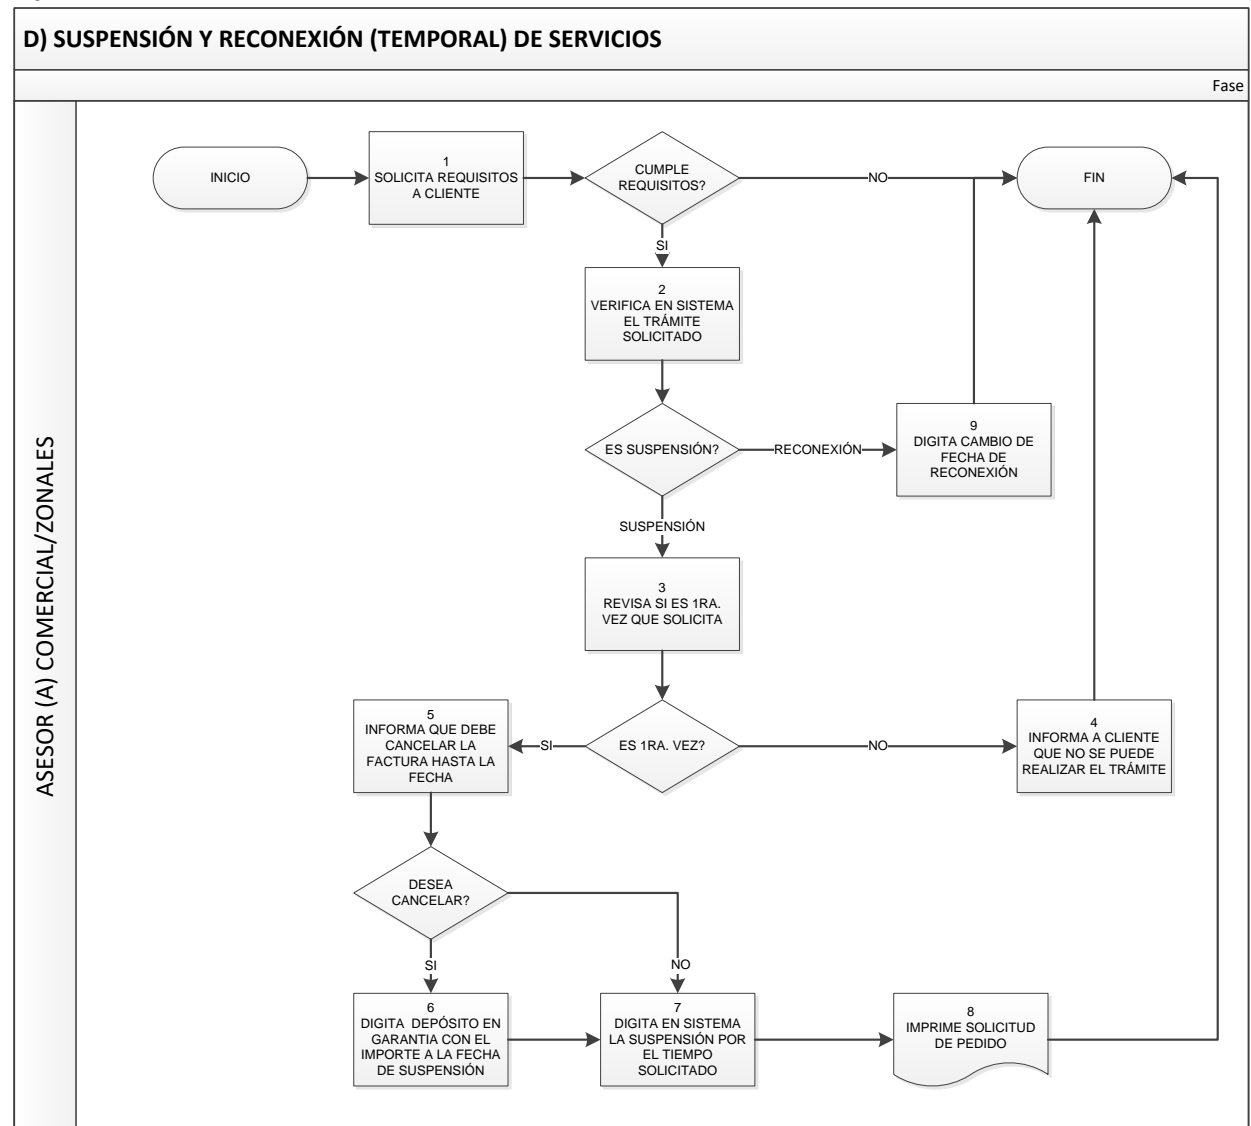 D) SUSPENSIÓN Y RECONEXIÓN (TEMPORAL) DE SERVICIOS
Fase
ASESOR (A) COMERCIAL/ZONALES
INICIO
1
SOLICITA REQUISITOS
A CLIENTE
CUMPLE
REQUISITOS?
NO
FIN
SI
2
VERIFICA EN SISTEMA
EL TRÁMITE
SOLICITADO
ES SUSPENSIÓN?
RECONEXIÓN
9
DIGITA CAMBIO DE
FECHA DE
RECONEXIÓN
SUSPENSIÓN
3
REVISA SI ES 1RA.
VEZ QUE SOLICITA
ES 1RA. VEZ?
NO
4
INFORMA A CLIENTE
QUE NO SE PUEDE
REALIZAR EL TRÁMITE
SI
5
INFORMA QUE DEBE
CANCELAR LA
FACTURA HASTA LA
FECHA
DESEA
CANCELAR?
SI
NO
6
DIGITA DEPÓSITO EN
GARANTIA CON EL
IMPORTE A LA FECHA
DE SUSPENSIÓN
7
DIGITA EN SISTEMA
LA SUSPENSIÓN POR
EL TIEMPO
SOLICITADO
8
IMPRIME SOLICITUD
DE PEDIDO